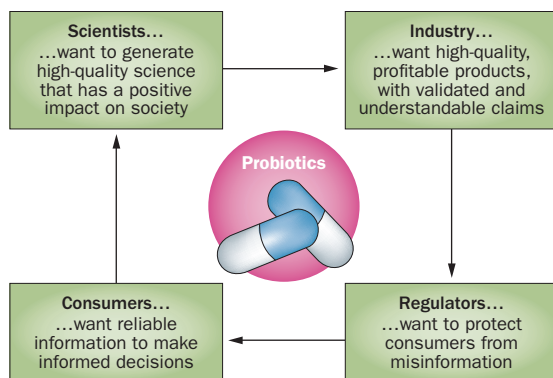 Scientists...
...want to generate
high-quality science
that has a positive
impact on society
Industry...
...want high-quality,
profitable products,
with validated and
understandable claims
Probiotics
Consumers...
...want reliable
information to make
informed decisions
Regulators...
...want to protect
consumers from
misinformation